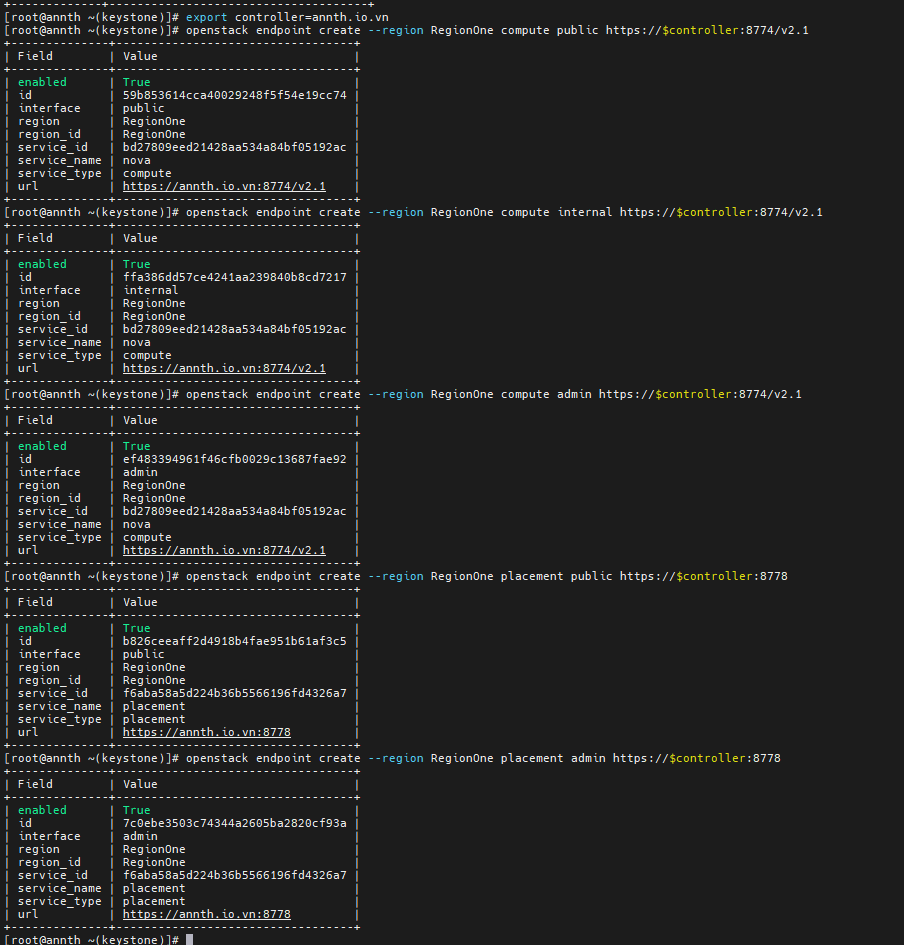 +-------------+--------------------------------------+
[root@annth ~(keystone)]# export controller=annth.io.vn
[root@annth ~(keystone)]# openstack endpoint create --region RegionOne compute public https://$controller:8774/v2.1
+--------------+----------------------------------+
| Field        | Value                            |
+--------------+----------------------------------+
| enabled      | True                             |
| id           | 59b853614cca40029248f5f54e19cc74 |
| interface    | public                           |
| region       | RegionOne                        |
| region_id    | RegionOne                        |
| service_id   | bd27809eed21428aa534a84bf05192ac |
| service_name | nova                             |
| service_type | compute                          |
| url          | https://annth.io.vn:8774/v2.1    |
+--------------+----------------------------------+
[root@annth ~(keystone)]# openstack endpoint create --region RegionOne compute internal https://$controller:8774/v2.1
+--------------+----------------------------------+
| Field        | Value                            |
+--------------+----------------------------------+
| enabled      | True                             |
| id           | ffa386dd57ce4241aa239840b8cd7217 |
| interface    | internal                         |
| region       | RegionOne                        |
| region_id    | RegionOne                        |
| service_id   | bd27809eed21428aa534a84bf05192ac |
| service_name | nova                             |
| service_type | compute                          |
| url          | https://annth.io.vn:8774/v2.1    |
+--------------+----------------------------------+
[root@annth ~(keystone)]# openstack endpoint create --region RegionOne compute admin https://$controller:8774/v2.1
+--------------+----------------------------------+
| Field        | Value                            |
+--------------+----------------------------------+
| enabled      | True                             |
| id           | ef483394961f46cfb0029c13687fae92 |
| interface    | admin                            |
| region       | RegionOne                        |
| region_id    | RegionOne                        |
| service_id   | bd27809eed21428aa534a84bf05192ac |
| service_name | nova                             |
| service_type | compute                          |
| url          | https://annth.io.vn:8774/v2.1    |
+--------------+----------------------------------+
[root@annth ~(keystone)]# openstack endpoint create --region RegionOne placement public https://$controller:8778
+--------------+----------------------------------+
| Field        | Value                            |
+--------------+----------------------------------+
| enabled      | True                             |
| id           | b826ceeaff2d4918b4fae951b61af3c5 |
| interface    | public                           |
| region       | RegionOne                        |
| region_id    | RegionOne                        |
| service_id   | f6aba58a5d224b36b5566196fd4326a7 |
| service_name | placement                        |
| service_type | placement                        |
| url          | https://annth.io.vn:8778         |
+--------------+----------------------------------+
[root@annth ~(keystone)]# openstack endpoint create --region RegionOne placement admin https://$controller:8778
+--------------+----------------------------------+
| Field        | Value                            |
+--------------+----------------------------------+
| enabled      | True                             |
| id           | 7c0ebe3503c74344a2605ba2820cf93a |
| interface    | admin                            |
| region       | RegionOne                        |
| region_id    | RegionOne                        |
| service_id   | f6aba58a5d224b36b5566196fd4326a7 |
| service_name | placement                        |
| service_type | placement                        |
| url          | https://annth.io.vn:8778         |
+--------------+----------------------------------+
[root@annth ~(keystone)]#